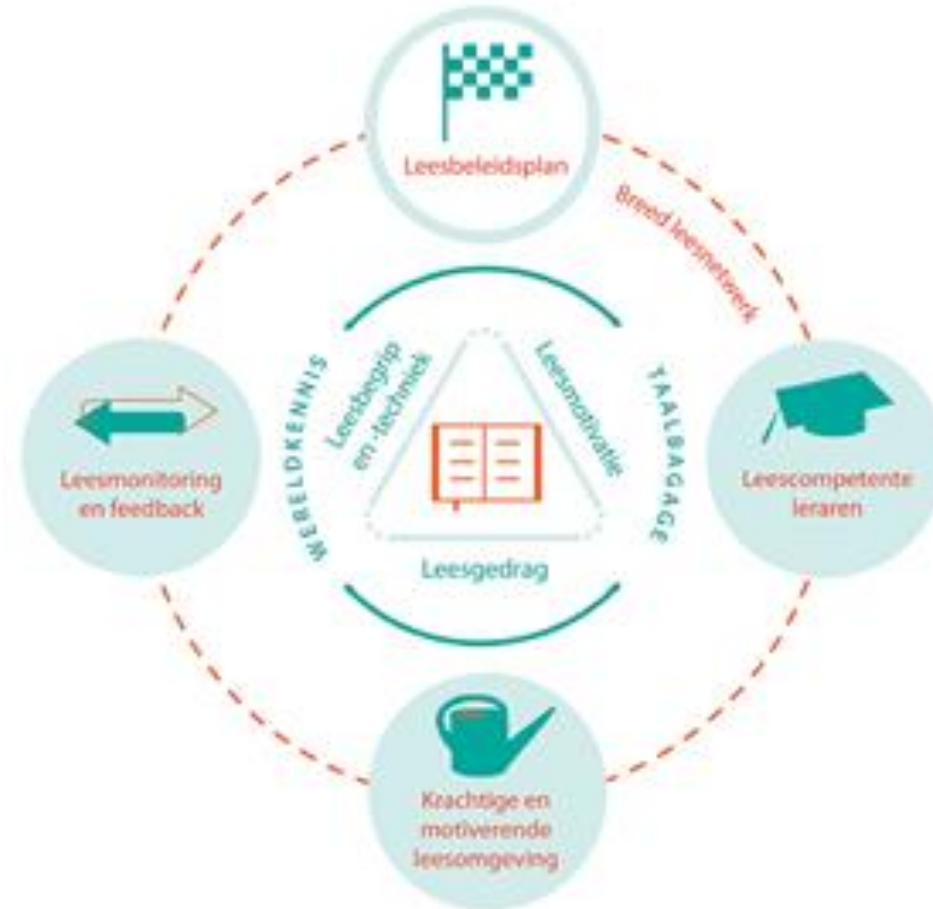 Leesbeleidsplan
Breed leesnetwerk
WERELDKENNIS
Leesbegrip
en -techniek
Leesmotivatie
TAALBAGAGE
Leesmonitoring
en feedback
Leescompetente
leraren
Leesgedrag
Krachtige en
motiverende
leesomgeving